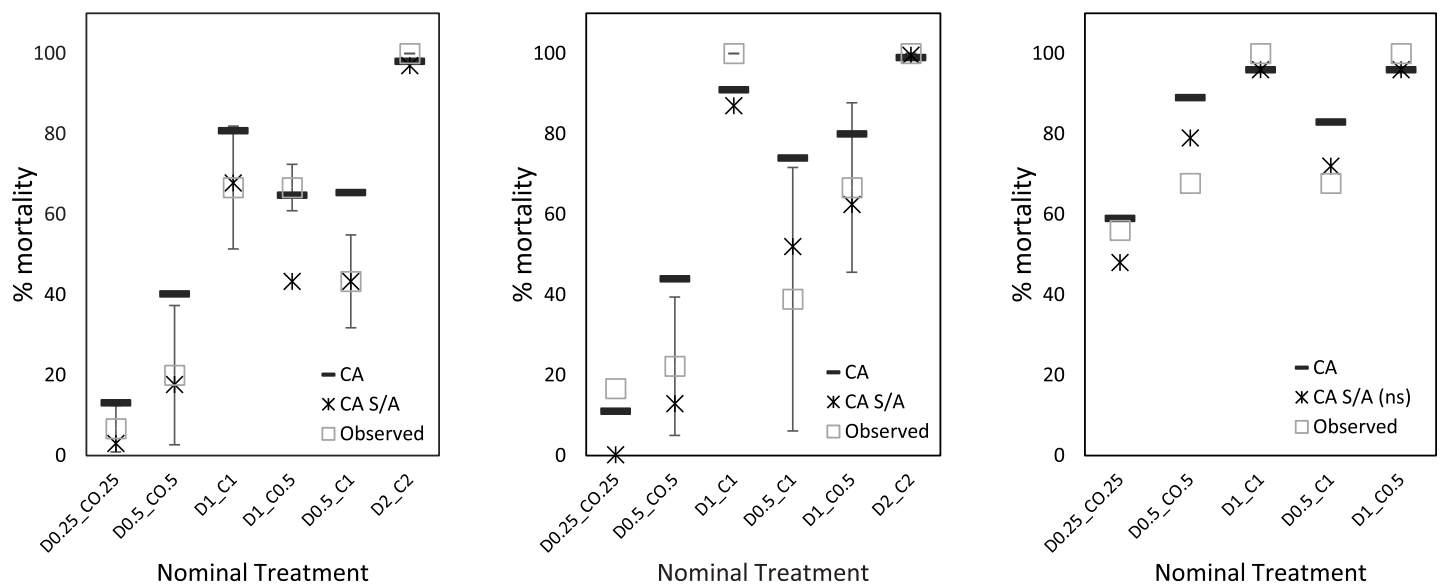 % mortality
100
80
60
40
20
0
CA
CA S/A
Observed
D0.25_CO.25
D0.5_CO.5
D1_C1
D1_C0.5
D0.5_C1
D2_C2
Nominal Treatment
% mortality
100
80
60
40
20
0
CA
CA S/A
Observed
D0.25_CO.25
D0.5_CO.5
D1_C1
D0.5_C1
D1_C0.5
D2_C2
Nominal Treatment
% mortality
100
80
60
40
20
0
CA
CA S/A (ns)
Observed
D0.25_CO.25
D0.5_CO.5
D1_C1
D0.5_C1
D1_C0.5
Nominal Treatment